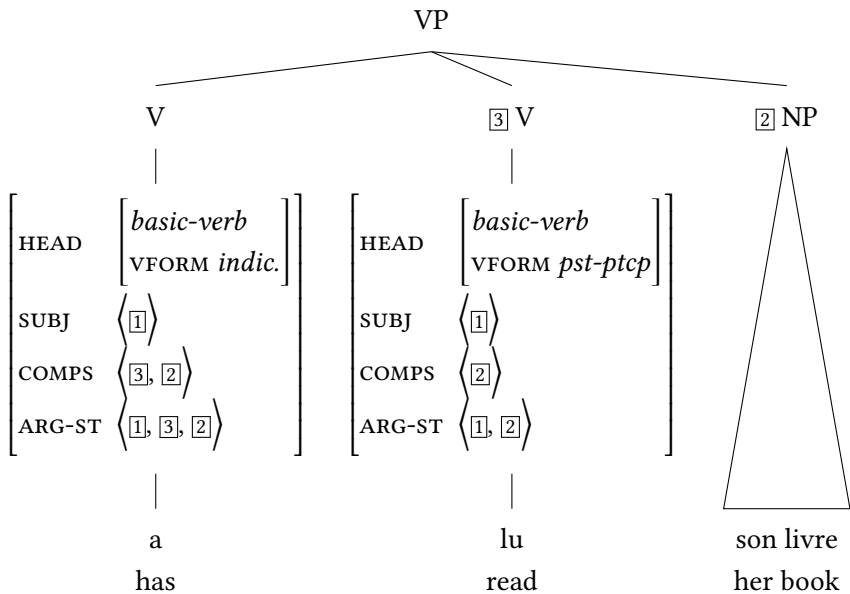 VP
V
3 V
2 NP
HEAD [basic-verb VFORM indic.]
SUBJ ⟨1⟩
COMPS ⟨3, 2⟩
ARG-ST ⟨1, 3, 2⟩
HEAD [basic-verb VFORM pst-ptcp]
SUBJ ⟨1⟩
COMPS ⟨2⟩
ARG-ST ⟨1, 2⟩
a
has
lu
read
son livre
her book